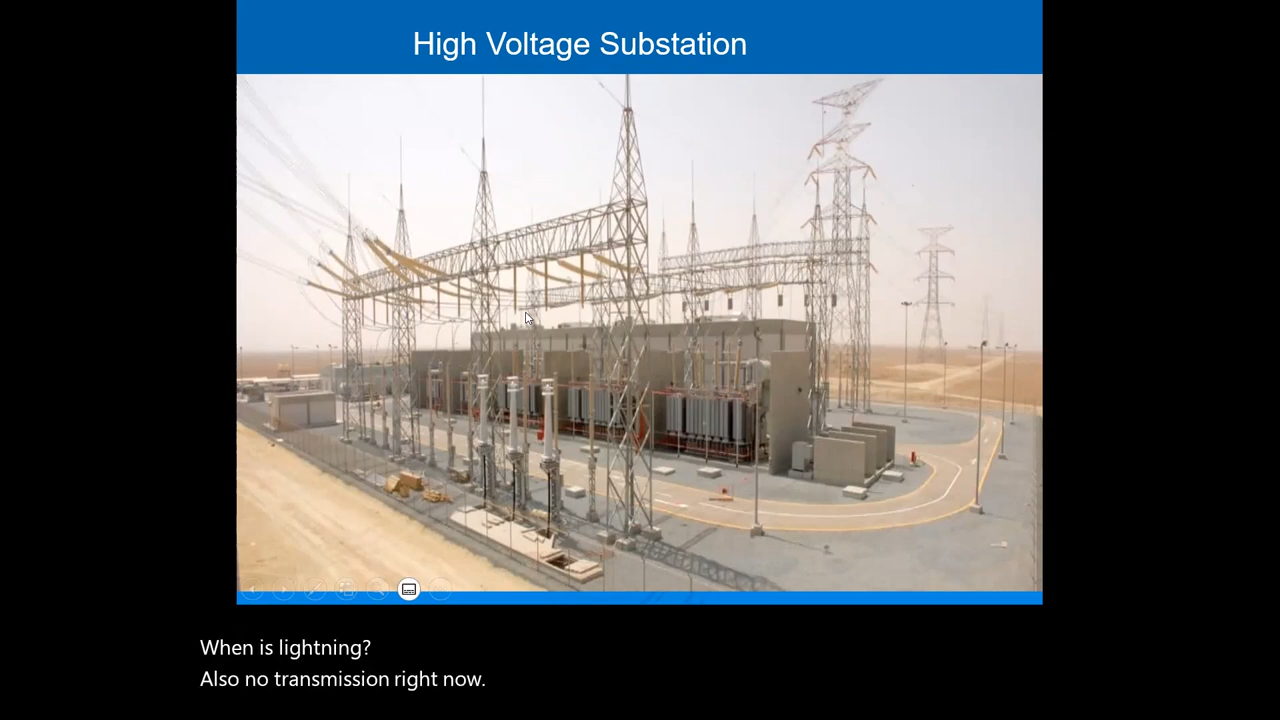 High Voltage Substation
When is lightning?
Also no transmission right now.